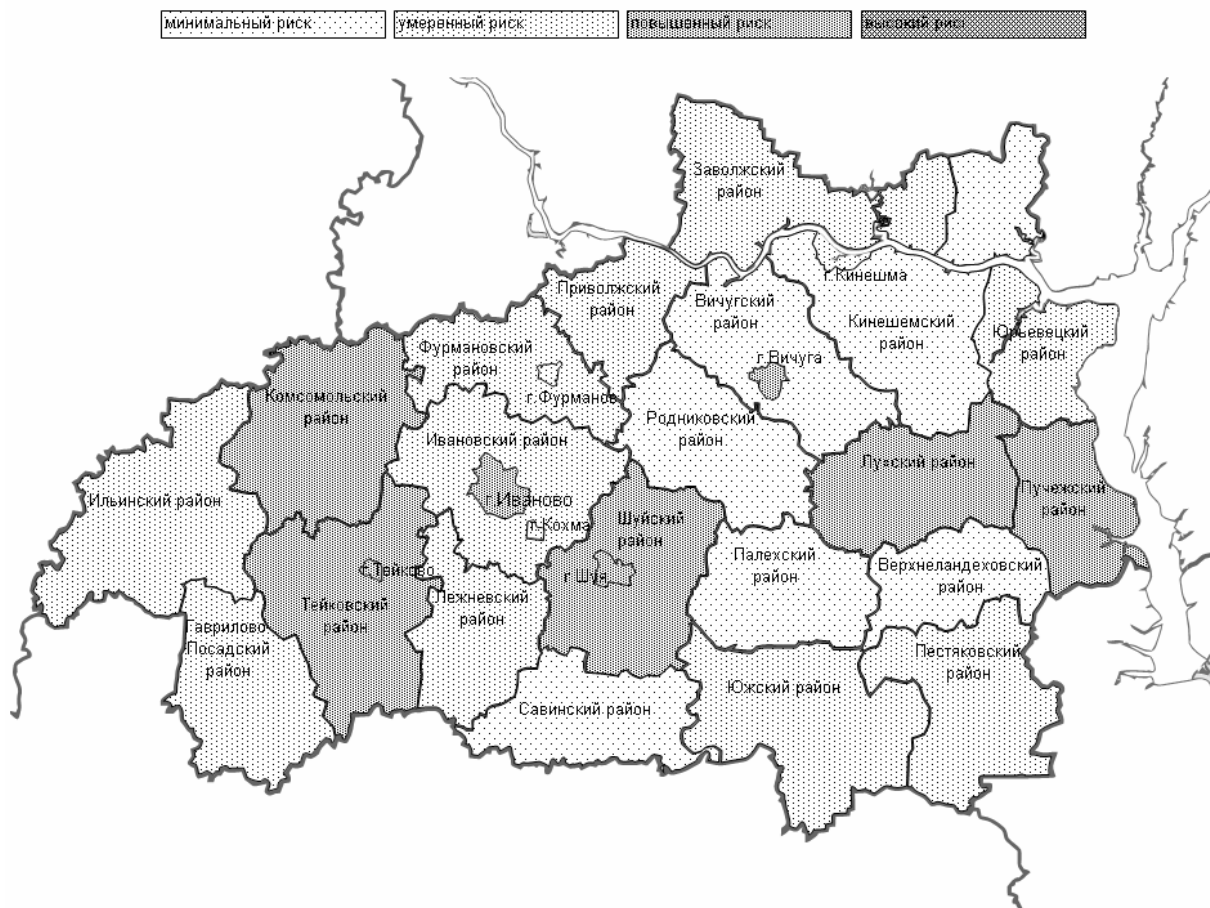 минимальный риск
умеренный риск
повышенный риск
высокий риск
Заволжский
район
г.Кинешма
Приволжский
район
Вичугский
район
Кинешемский
район
Юрьевецкий
район
Фурмановский
район
г.Вичуга
г.Фурманов
Комсомольский
район
Родниковский
район
Ивановский район
Лухский район
Ильинский район
г.Иваново
Пучежский
район
г.Кохма
Шуйский
район
Палехский
район
Верхнеландеховский
район
г.Тейково
г.Шуя
Лежневский
район
Тейковский
район
Гаврилово
Посадский
район
Пестяковский
район
Южский район
Савинский район